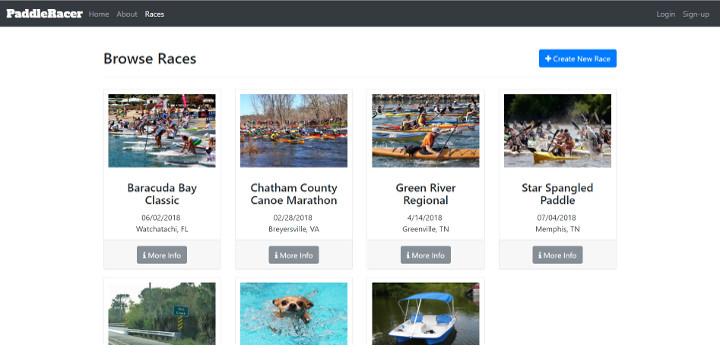 PaddleRacer Home About Races Login Sign-up
Browse Races
Create New Race
Baracuda Bay
Classic
06/02/2018
Watchatachi, FL
More Info
Chatham County
Canoe Marathon
02/28/2018
Breyersville, VA
More Info
Green River
Regional
4/14/2018
Greenville, TN
More Info
Star Spangled
Paddle
07/04/2018
Memphis, TN
More Info